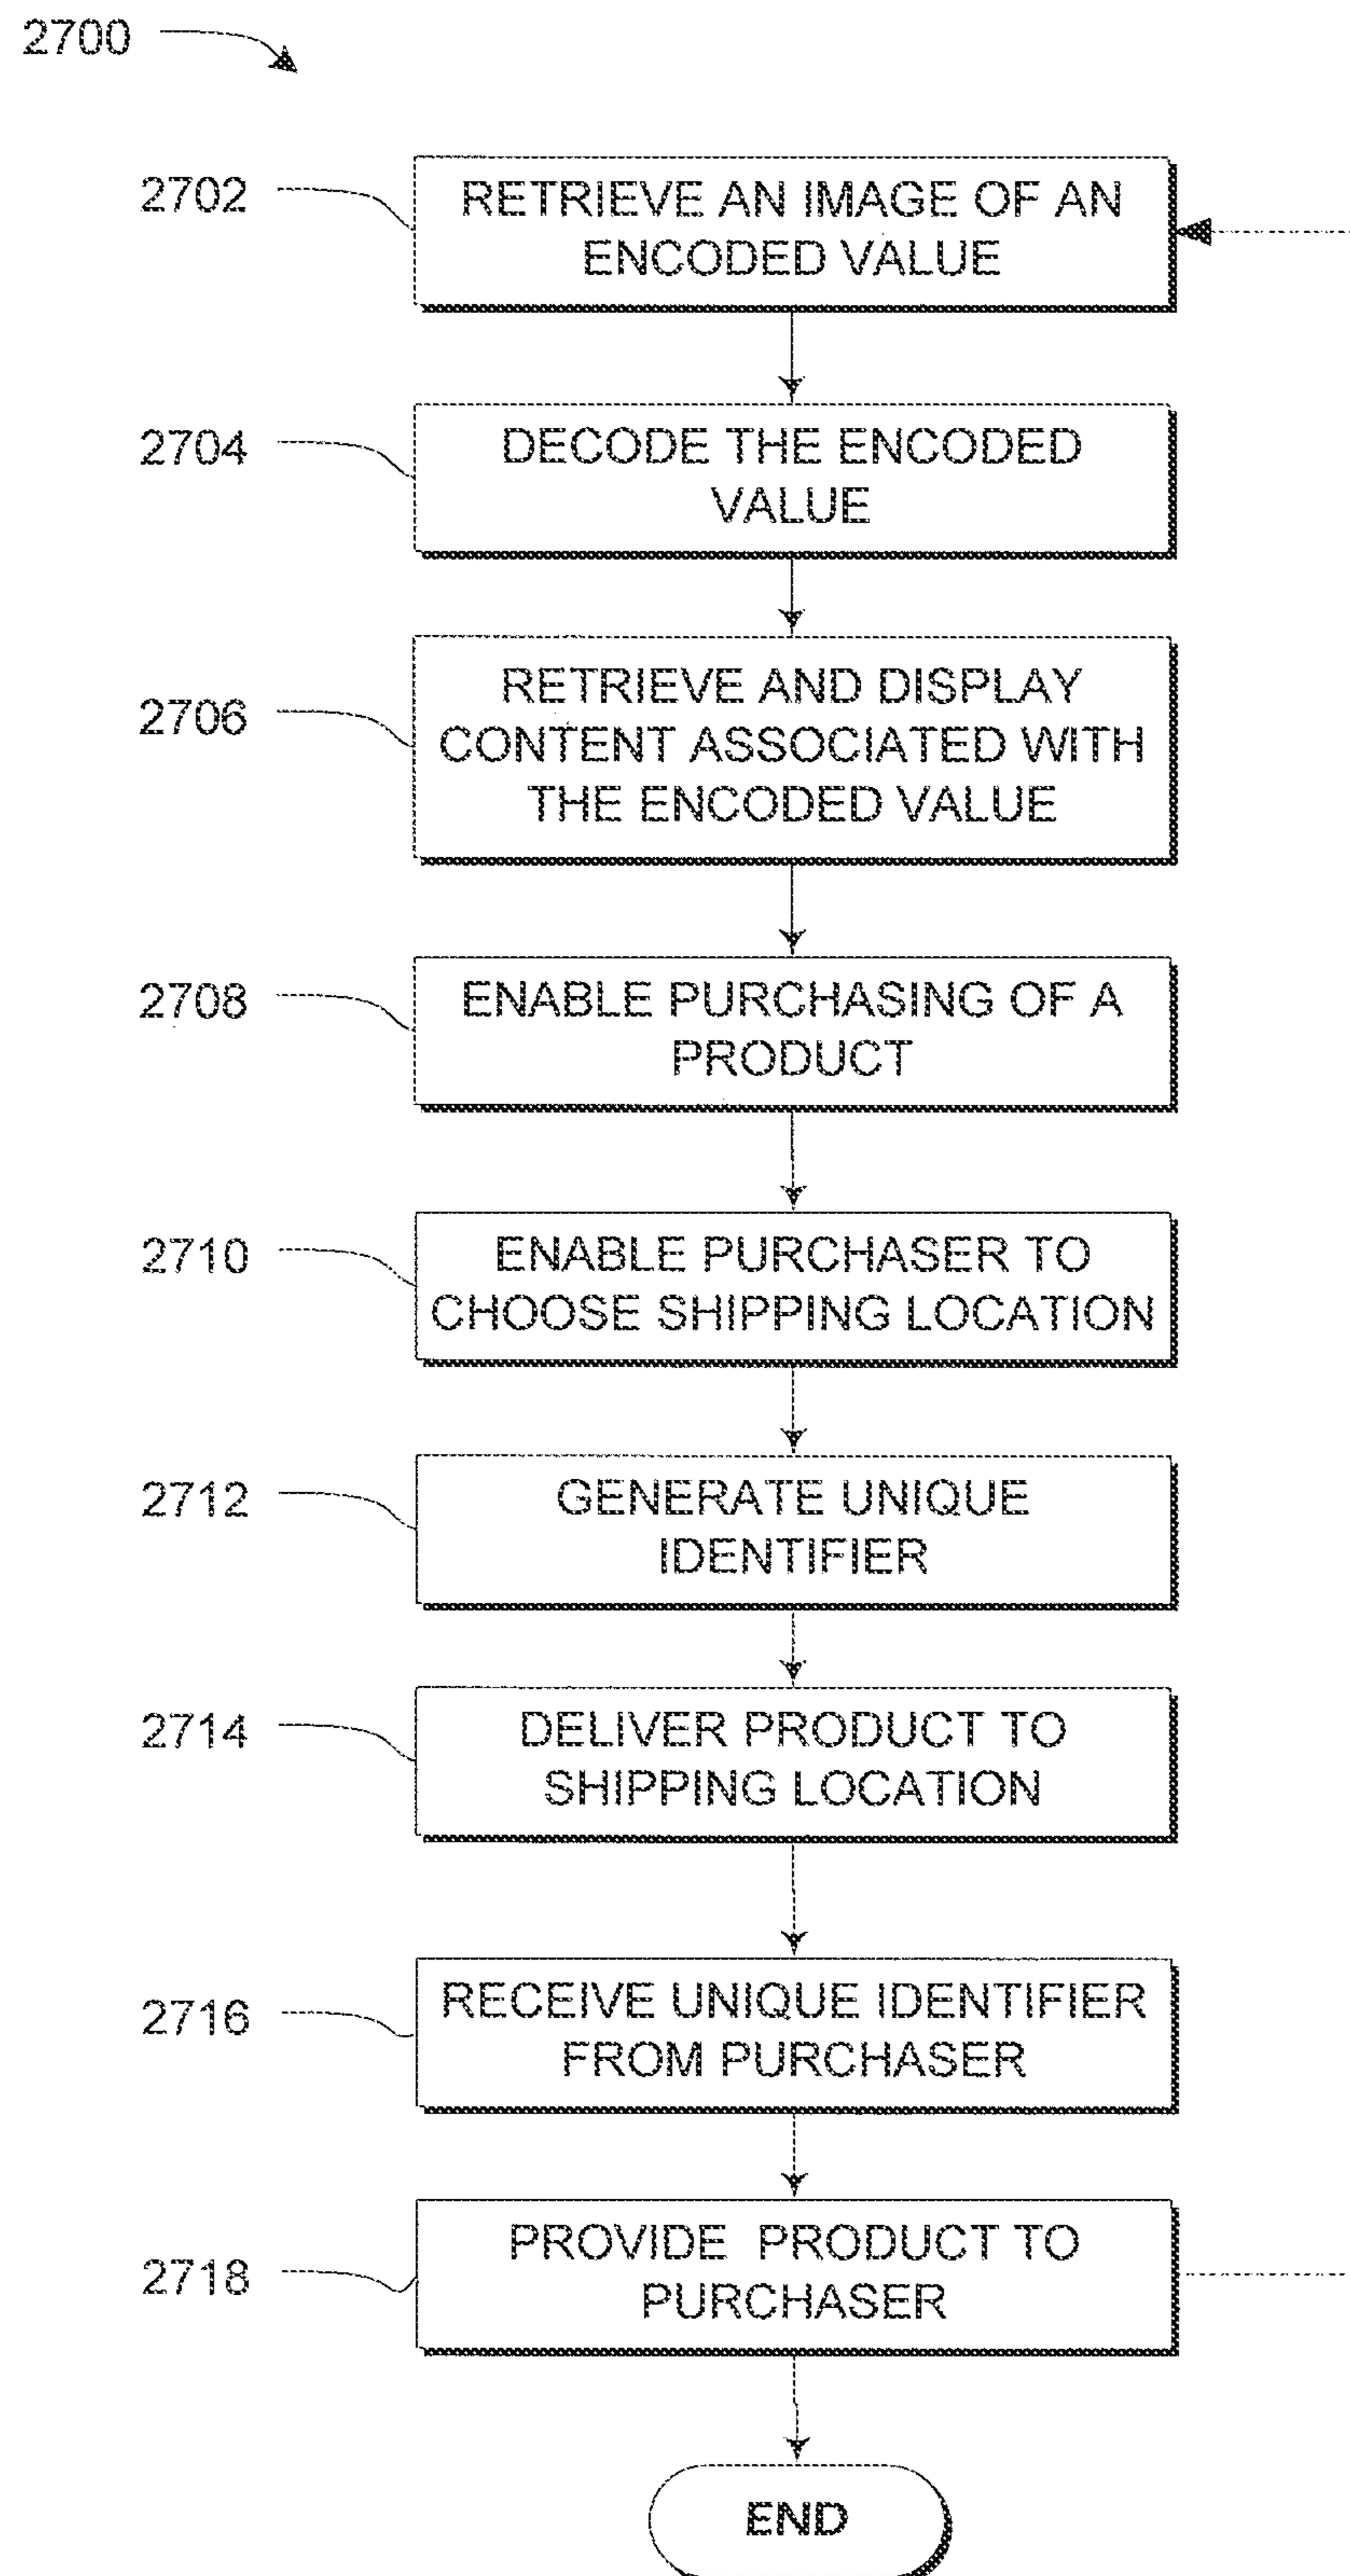 2700
2702
RETRIEVE AN IMAGE OF AN
ENCODED VALUE
2704
DECODE THE ENCODED
VALUE
2706
RETRIEVE AND DISPLAY
CONTENT ASSOCIATED WITH
THE ENCODED VALUE
2708
ENABLE PURCHASING OF A
PRODUCT
2710
ENABLE PURCHASER TO
CHOOSE SHIPPING LOCATION
2712
GENERATE UNIQUE
IDENTIFIER
2714
DELIVER PRODUCT TO
SHIPPING LOCATION
2716
RECEIVE UNIQUE IDENTIFIER
FROM PURCHASER
2718
PROVIDE PRODUCT TO
PURCHASER
END